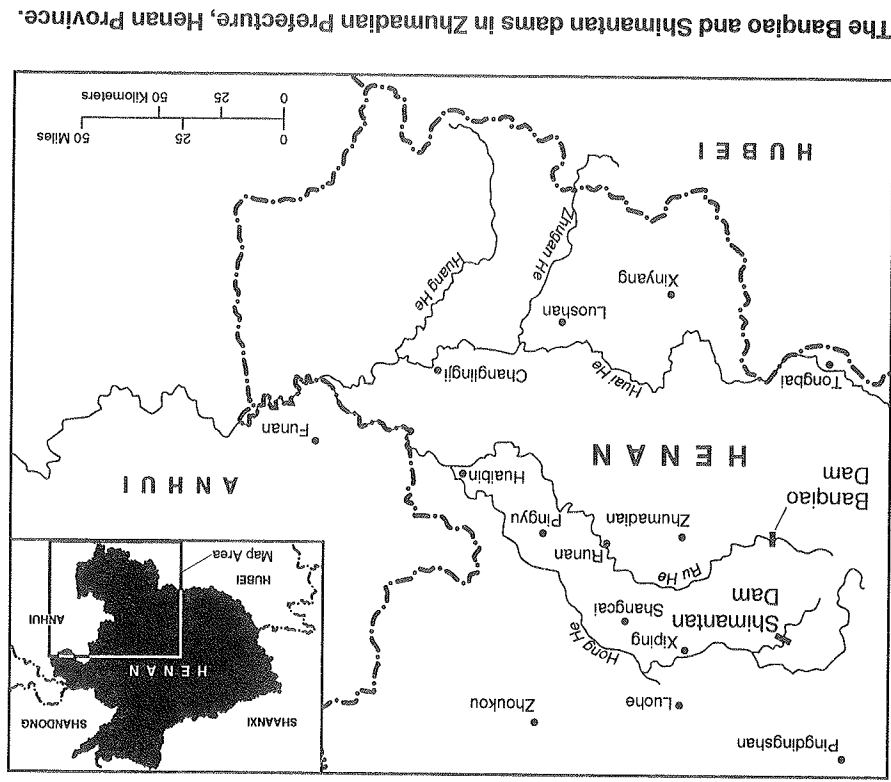 Pingdingshan
Luohe
Zhoukou
SHAANXI
SHANDONG
HENAN
ANHUI
HUBEI
Map Area
Shimantan
Dam
Xiping
Hong He
Shangcai
Ru He
Banqiao
Dam
Zhumadian
Runan
Pingyu
Huaibin
HENAN
ANHUI
Funan
Tongbai
Huai He
Changlingji
Xinyang
Luoshan
Zhugan He
Huang He
HUBEI
0 25 50 Miles
0 25 50 Kilometers
The Banqiao and Shimantan dams in Zhumadian Prefecture, Henan Province.